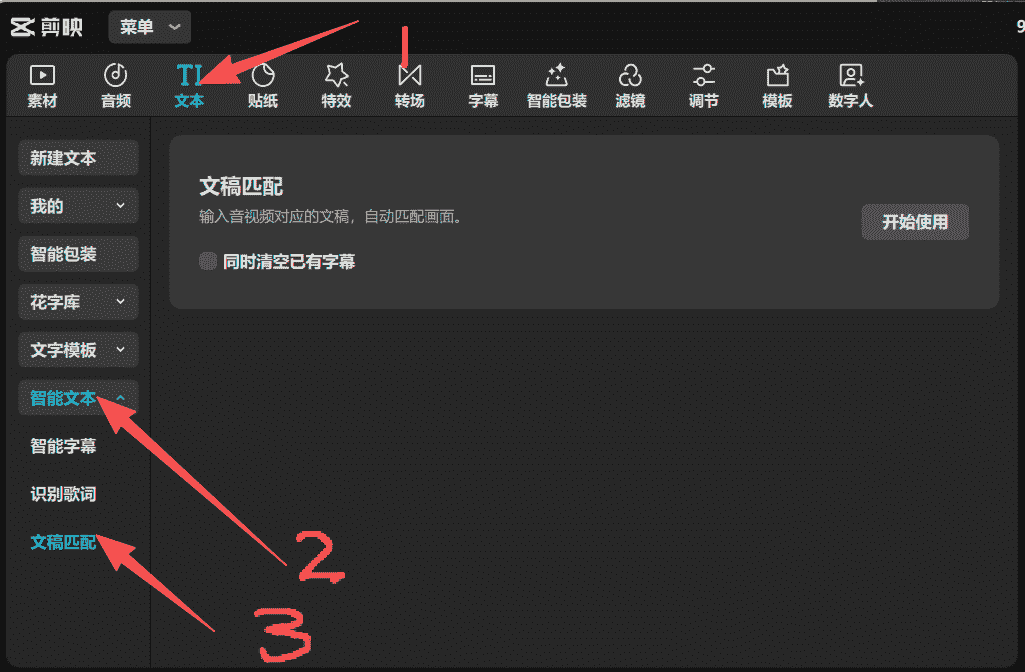 剪映 菜单 9
1
素材 音频 文本 贴纸 特效 转场 字幕 智能包装 滤镜 调节 模板 数字人
新建文本
我的
智能包装
花字库
文字模板
智能文本
智能字幕
识别歌词
文稿匹配
文稿匹配
输入音视频对应的文稿，自动匹配画面。
开始使用
同时清空已有字幕
2
3